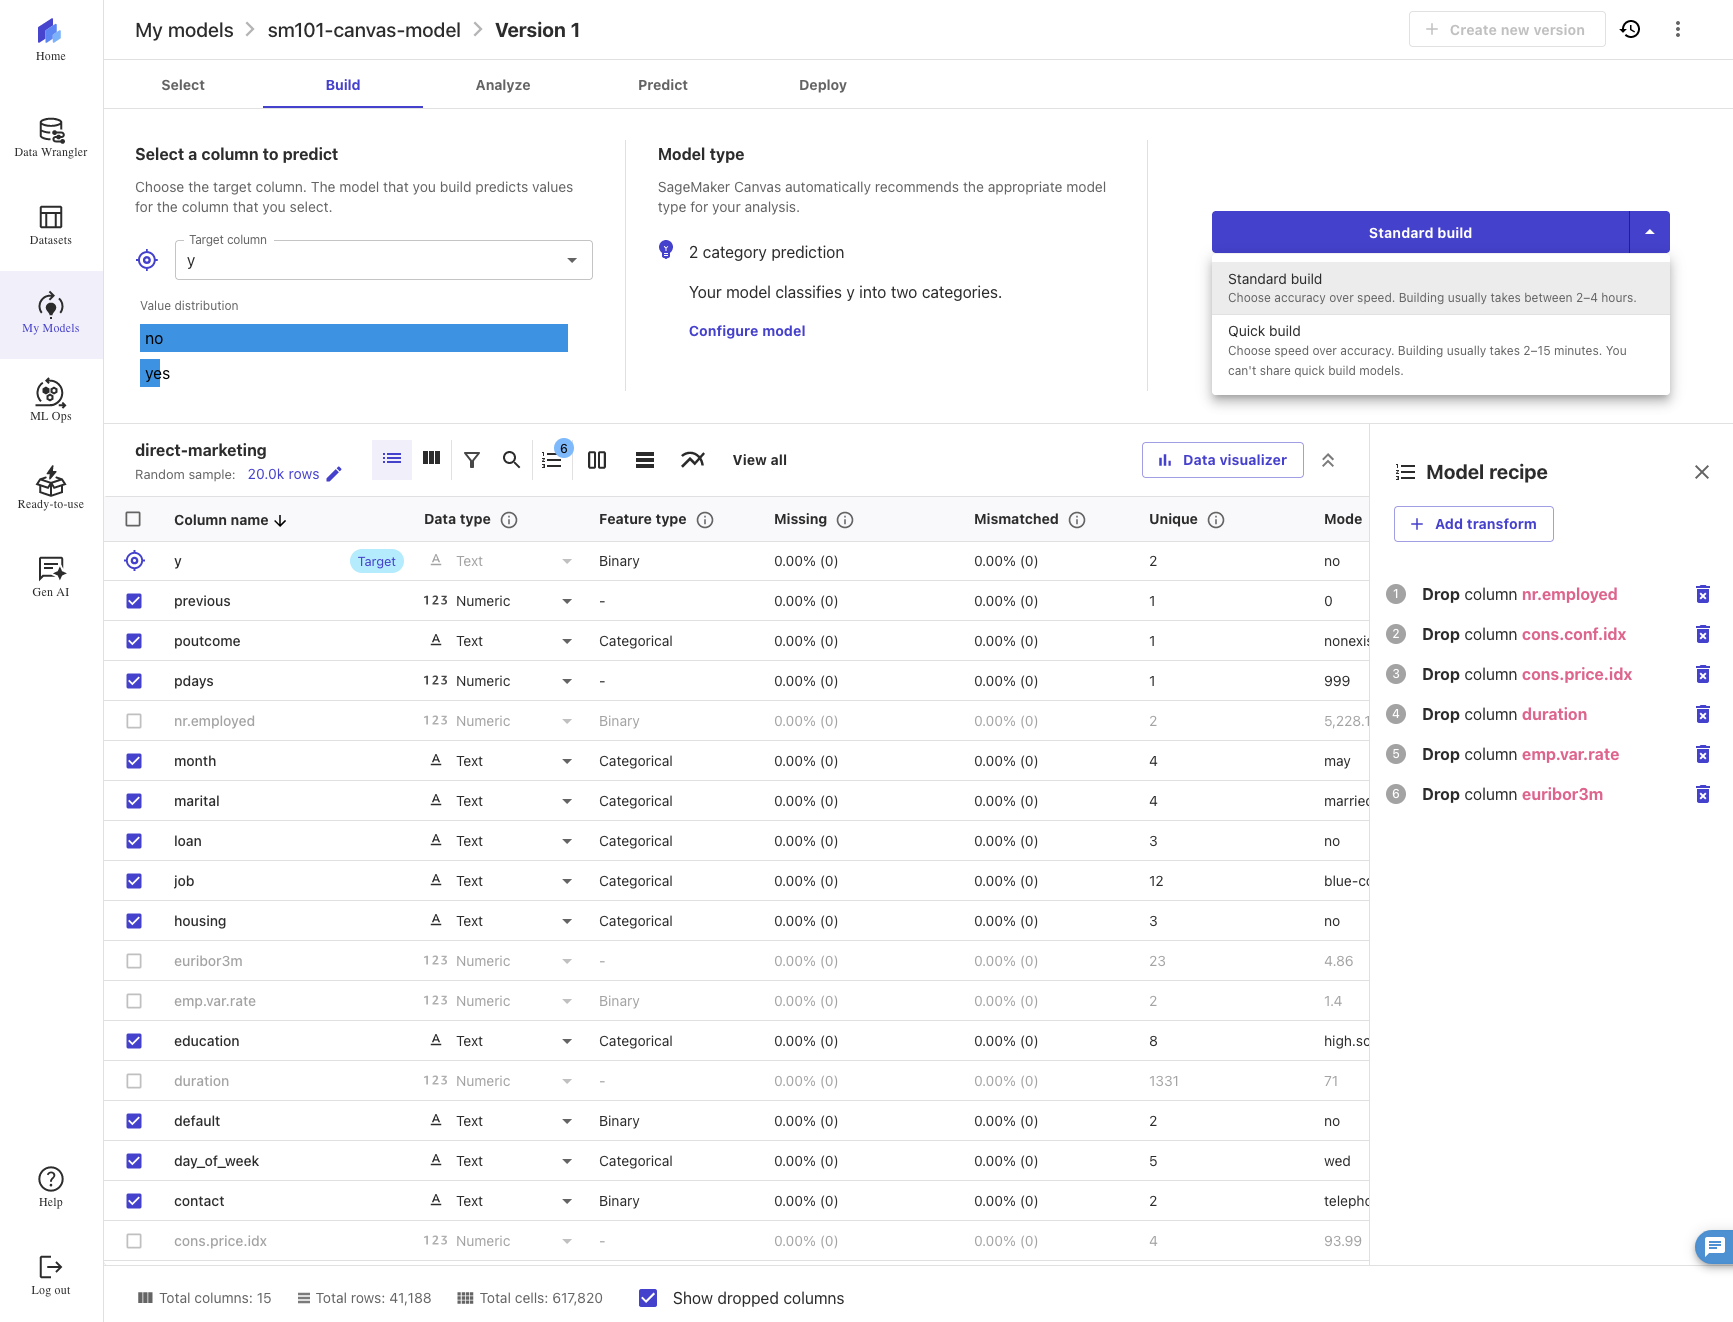 Home
Data Wrangler
Datasets
My Models
ML Ops
Ready-to-use
Gen AI
Help
Log out
My models > sm101-canvas-model > Version 1
+ Create new version
Select Build Analyze Predict Deploy
Select a column to predict
Choose the target column. The model that you build predicts values
for the column that you select.
Target column
y
Value distribution
no
yes
Model type
SageMaker Canvas automatically recommends the appropriate model
type for your analysis.
2 category prediction
Your model classifies y into two categories.
Configure model
Standard build
Standard build
Choose accuracy over speed. Building usually takes between 2–4 hours.
Quick build
Choose speed over accuracy. Building usually takes 2–15 minutes. You
can't share quick build models.
direct-marketing
Random sample: 20.0k rows
6
View all
Data visualizer
Column name Data type Feature type Missing Mismatched Unique Mode
y Target Text Binary 0.00% (0) 0.00% (0) 2 no
previous 123 Numeric - 0.00% (0) 0.00% (0) 1 0
poutcome Text Categorical 0.00% (0) 0.00% (0) 1 nonexis
pdays 123 Numeric - 0.00% (0) 0.00% (0) 1 999
nr.employed 123 Numeric Binary 0.00% (0) 0.00% (0) 2 5,228.1
month Text Categorical 0.00% (0) 0.00% (0) 4 may
marital Text Categorical 0.00% (0) 0.00% (0) 4 married
loan Text Categorical 0.00% (0) 0.00% (0) 3 no
job Text Categorical 0.00% (0) 0.00% (0) 12 blue-co
housing Text Categorical 0.00% (0) 0.00% (0) 3 no
euribor3m 123 Numeric - 0.00% (0) 0.00% (0) 23 4.86
emp.var.rate 123 Numeric Binary 0.00% (0) 0.00% (0) 2 1.4
education Text Categorical 0.00% (0) 0.00% (0) 8 high.sc
duration 123 Numeric - 0.00% (0) 0.00% (0) 1331 71
default Text Binary 0.00% (0) 0.00% (0) 2 no
day_of_week Text Categorical 0.00% (0) 0.00% (0) 5 wed
contact Text Binary 0.00% (0) 0.00% (0) 2 telepho
cons.price.idx 123 Numeric - 0.00% (0) 0.00% (0) 4 93.99
Total columns: 15 Total rows: 41,188 Total cells: 617,820 Show dropped columns
Model recipe
+ Add transform
1 Drop column nr.employed
2 Drop column cons.conf.idx
3 Drop column cons.price.idx
4 Drop column duration
5 Drop column emp.var.rate
6 Drop column euribor3m